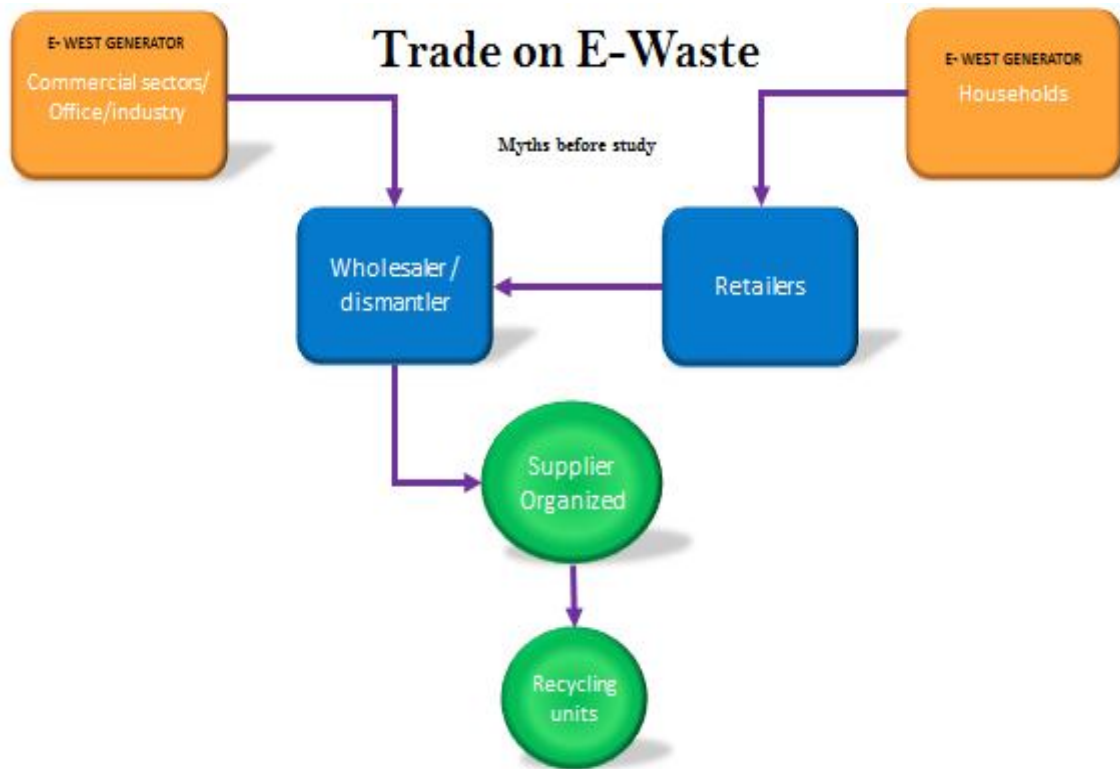 Trade on E-Waste
E- WEST GENERATOR
Commercial sectors/
Office/industry
E- WEST GENERATOR
Households
Myths before study
Wholesaler/
dismantler
Retailers
Supplier
Organized
Recycling
units